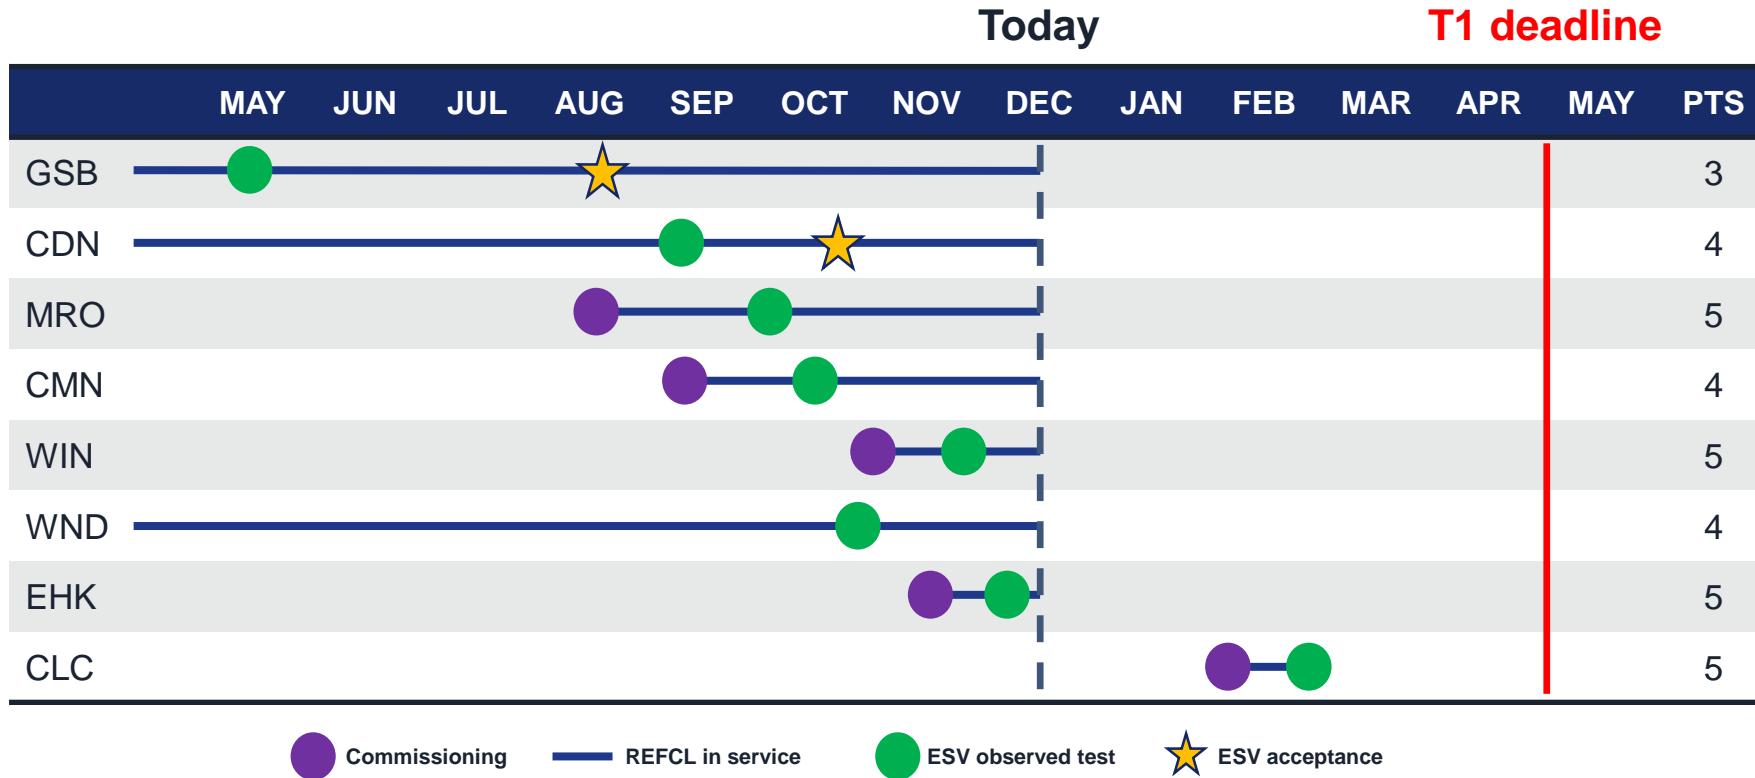 Today T1 deadline
MAY JUN JUL AUG SEP OCT NOV DEC JAN FEB MAR APR MAY PTS
GSB 3
CDN 4
MRO 5
CMN 4
WIN 5
WND 4
EHK 5
CLC 5
Commissioning REFCL in service ESV observed test ESV acceptance